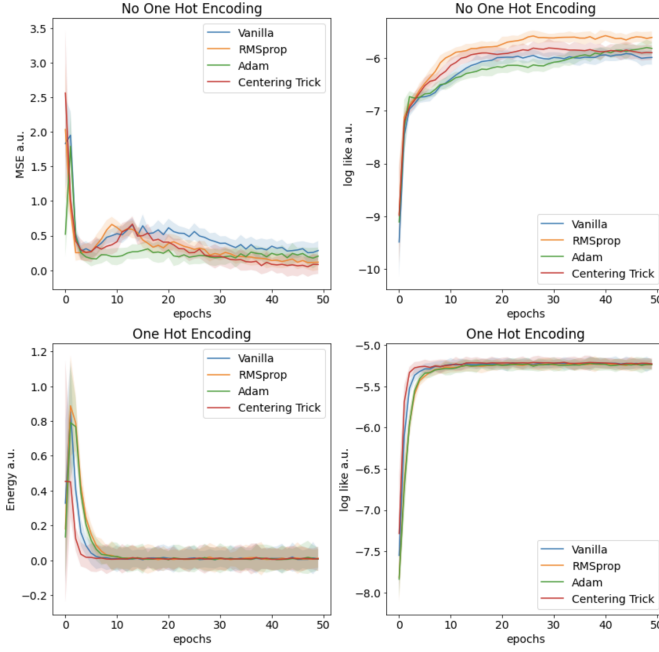 No One Hot Encoding
3.5
3.0
2.5
2.0
1.5
1.0
0.5
0.0
MSE a.u.
Vanilla
RMSprop
Adam
Centering Trick
0 10 20 30 40 50
epochs
No One Hot Encoding
−6
−7
−8
−9
−10
log like a.u.
Vanilla
RMSprop
Adam
Centering Trick
0 10 20 30 40 50
epochs
One Hot Encoding
1.2
1.0
0.8
0.6
0.4
0.2
0.0
−0.2
Energy a.u.
Vanilla
RMSprop
Adam
Centering Trick
0 10 20 30 40 50
epochs
One Hot Encoding
−5.0
−5.5
−6.0
−6.5
−7.0
−7.5
−8.0
log like a.u.
Vanilla
RMSprop
Adam
Centering Trick
0 10 20 30 40 50
epochs